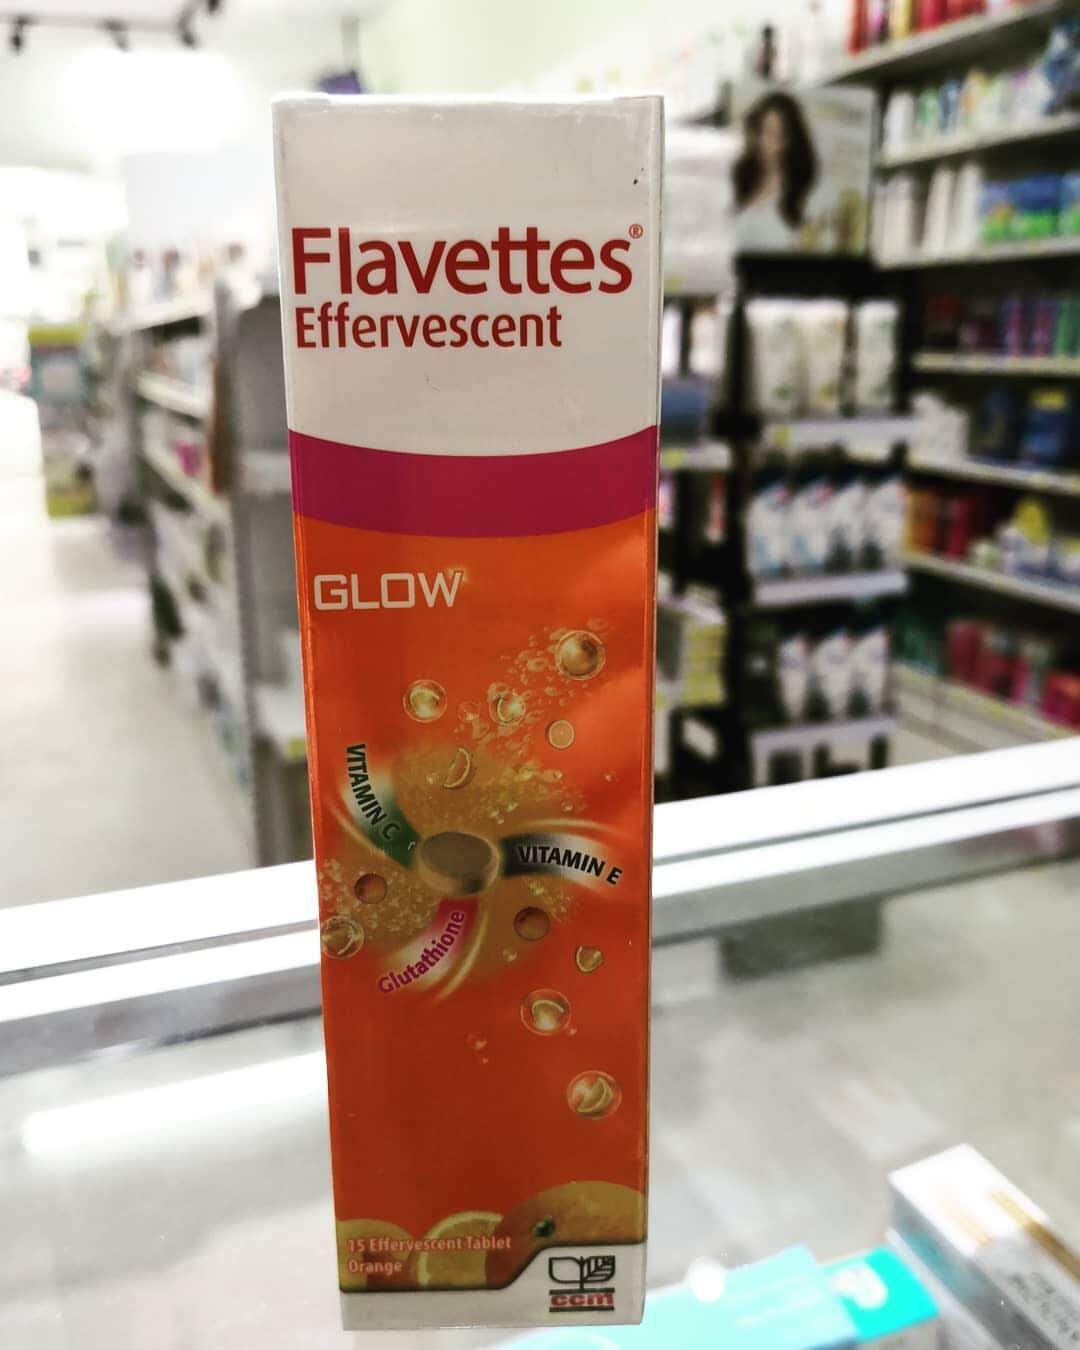 Flavettes®
Effervescent
GLOW
VITAMIN C
VITAMIN E
Glutathione
15 Effervescent Tablet
Orange
ccm